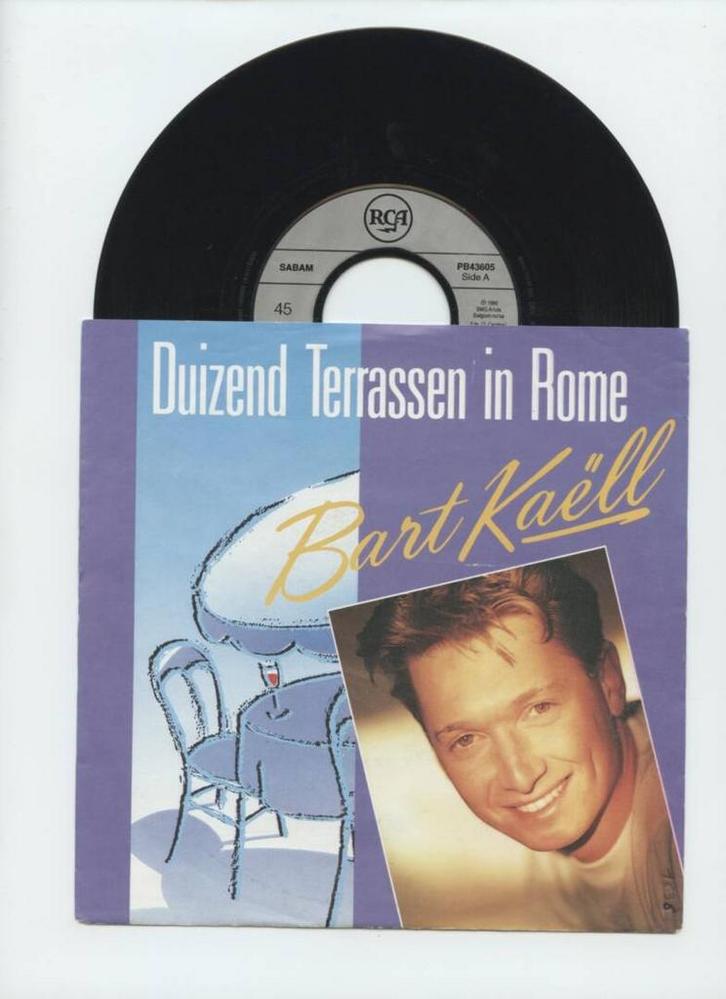 RCA
SABAM
PB43605
Side A
45
Duizend Terrassen in Rome
Bart Kaëll